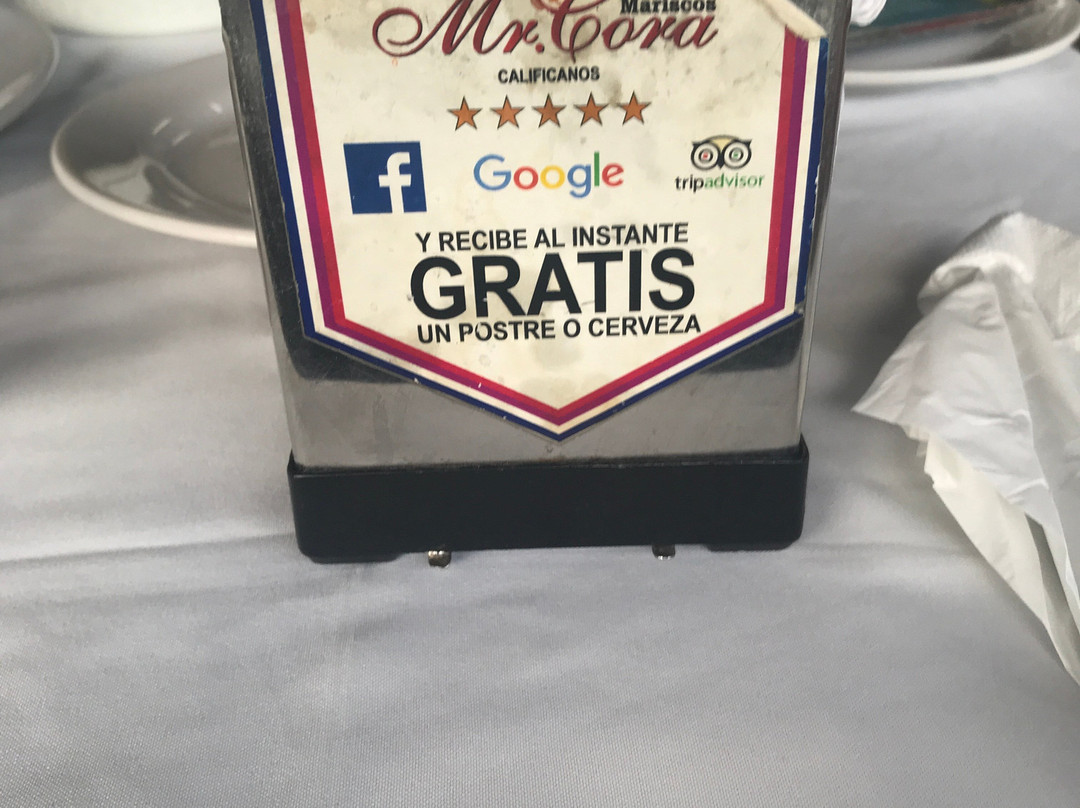 Mariscos
Mr. Cora
CALIFICANOS
f
Google
tripadvisor
Y RECIBE AL INSTANTE
GRATIS
UN POSTRE O CERVEZA